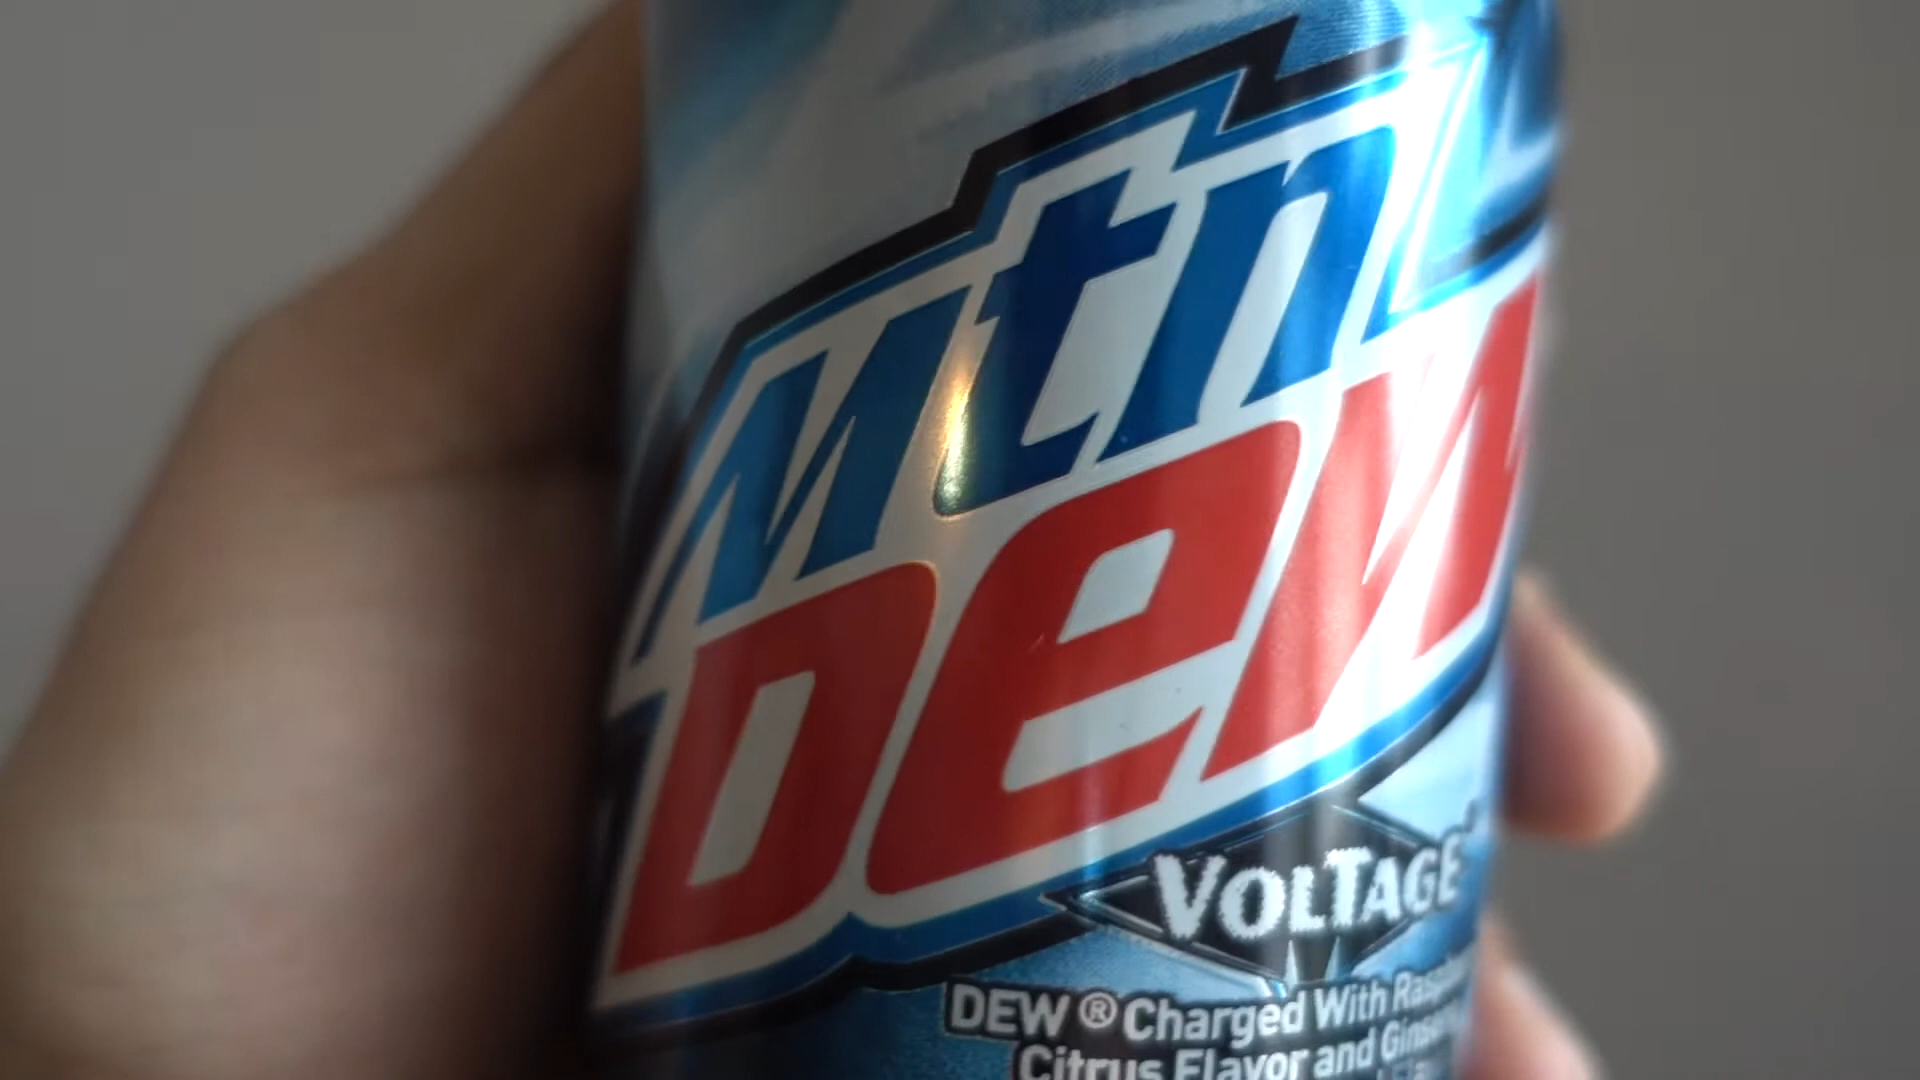 Mtn
Dew
VOLTAGE
DEW® Charged With
Citrus Flavor and